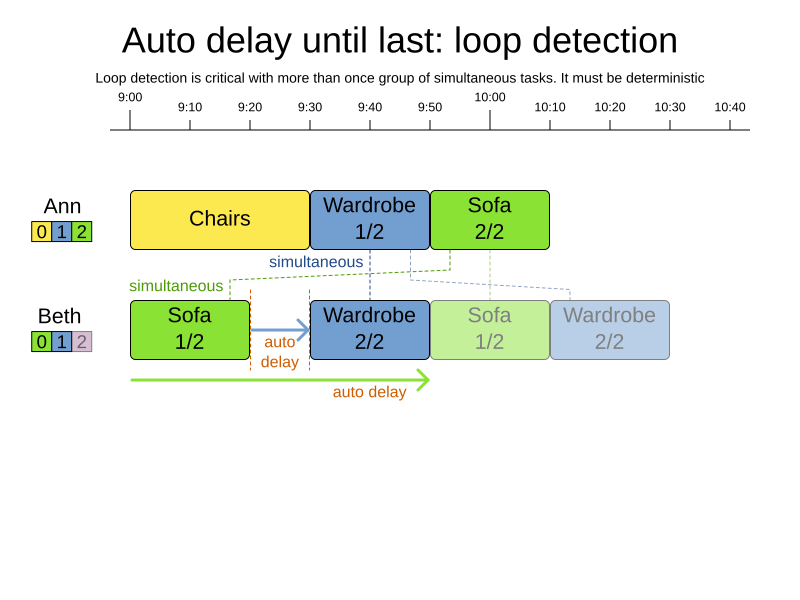 Auto delay until last: loop detection
Loop detection is critical with more than once group of simultaneous tasks. It must be deterministic
9:00 9:10 9:20 9:30 9:40 9:50 10:00 10:10 10:20 10:30 10:40
Ann
0 1 2
Chairs
Wardrobe
1/2
Sofa
2/2
simultaneous
simultaneous
Beth
0 1 2
Sofa
1/2
auto
delay
Wardrobe
2/2
Sofa
1/2
Wardrobe
2/2
auto delay